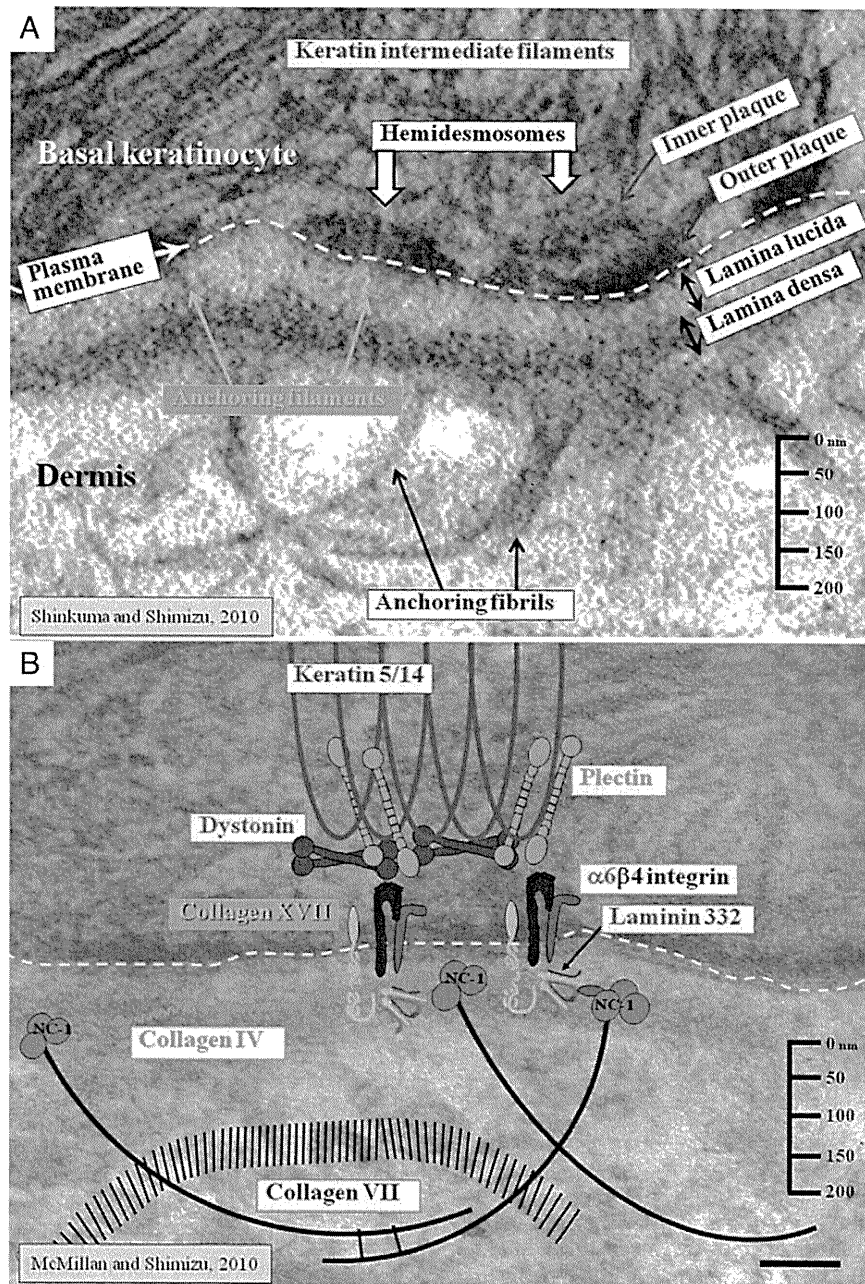 A
Keratin intermediate filaments
Hemidesmosomes
Inner plaque
Basal keratinocyte
Outer plaque
Plasma
membrane
Lamina lucida
Lamina densa
Anchoring filaments
Dermis
0 nm
50
100
150
200
Anchoring fibrils
Shinkuma and Shimizu, 2010
B
Keratin 5/14
Plectin
Dystonin
α6β4 integrin
Collagen XVII
Laminin 332
NC-1
NC-1
NC-1
Collagen IV
0 nm
50
100
150
200
Collagen VII
McMillan and Shimizu, 2010